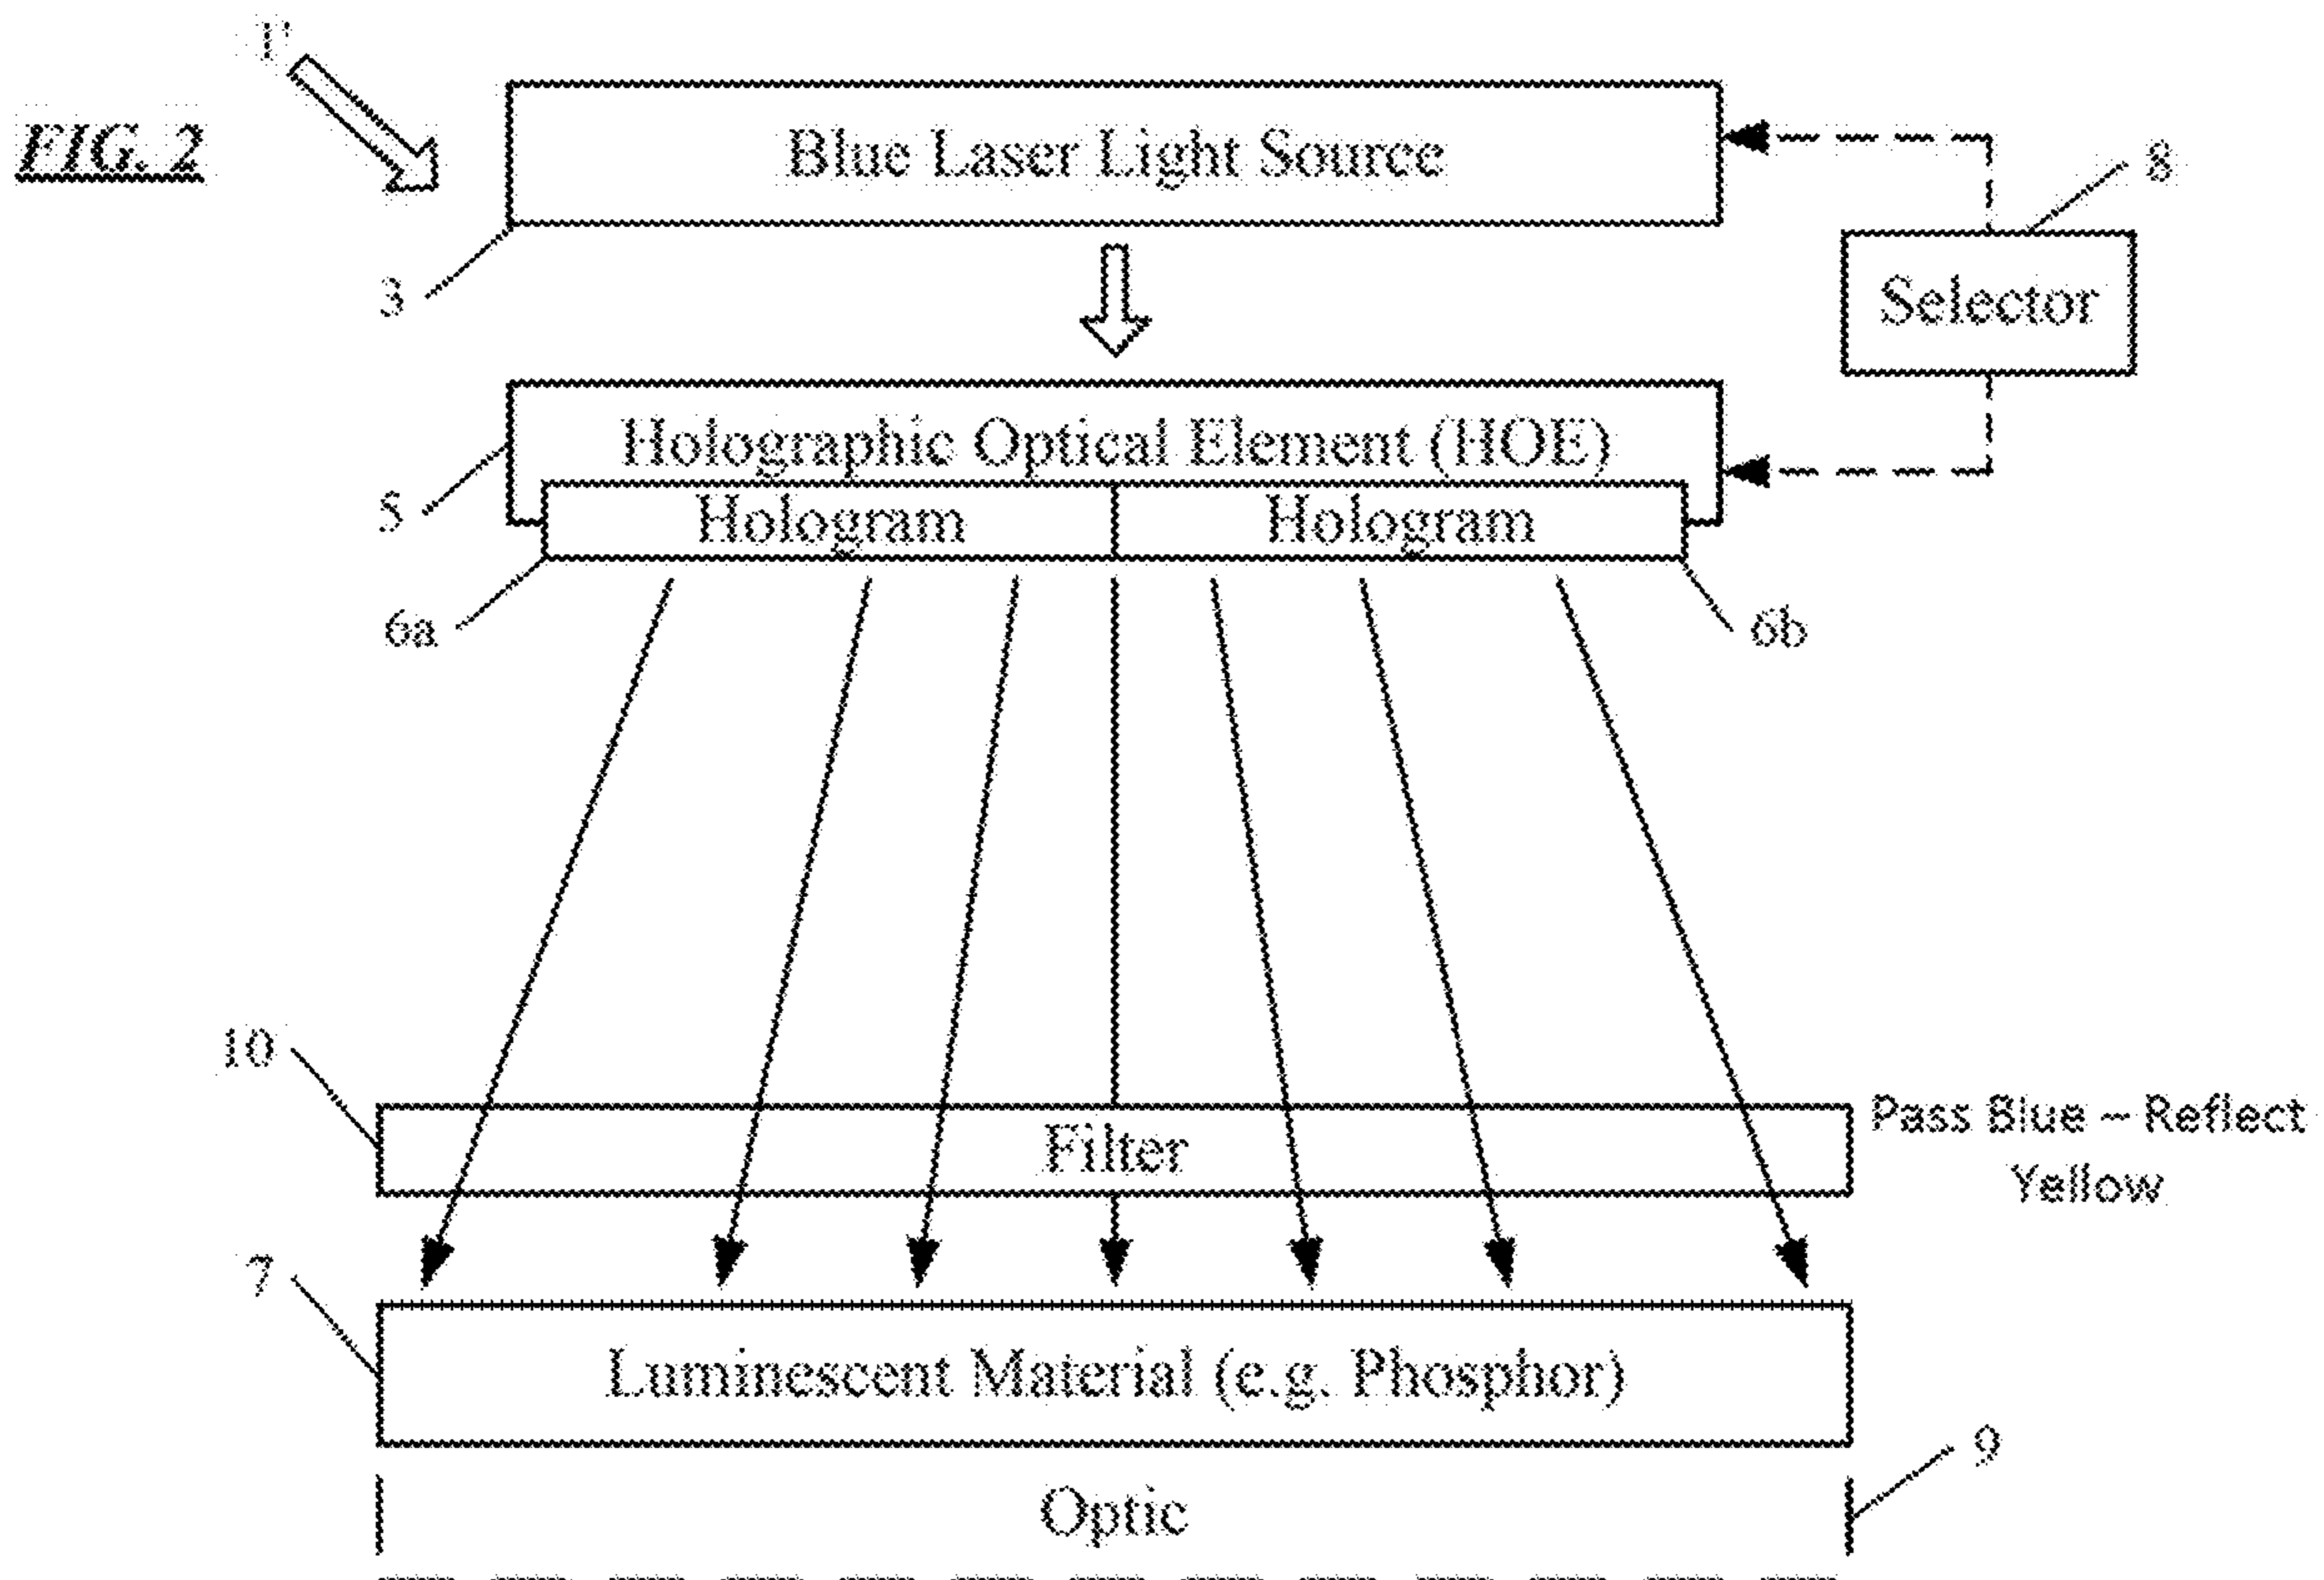 1'
FIG. 2
Blue Laser Light Source
8
3
Selector
Holographic Optical Element (HOE)
5
Hologram Hologram
6a
6b
10
Pass Blue – Reflect
Yellow
Filter
7
Luminescent Material (e.g. Phosphor)
9
Optic